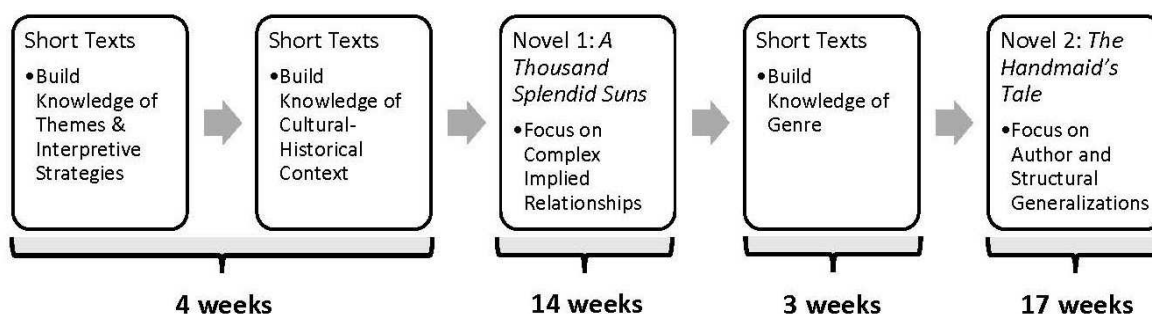 Short Texts
•Build
Knowledge of
Themes &
Interpretive
Strategies
Short Texts
•Build
Knowledge of
Cultural-
Historical
Context
Novel 1: A
Thousand
Splendid Suns
•Focus on
Complex
Implied
Relationships
Short Texts
•Build
Knowledge of
Genre
Novel 2: The
Handmaid's
Tale
•Focus on
Author and
Structural
Generalizations
4 weeks
14 weeks
3 weeks
17 weeks